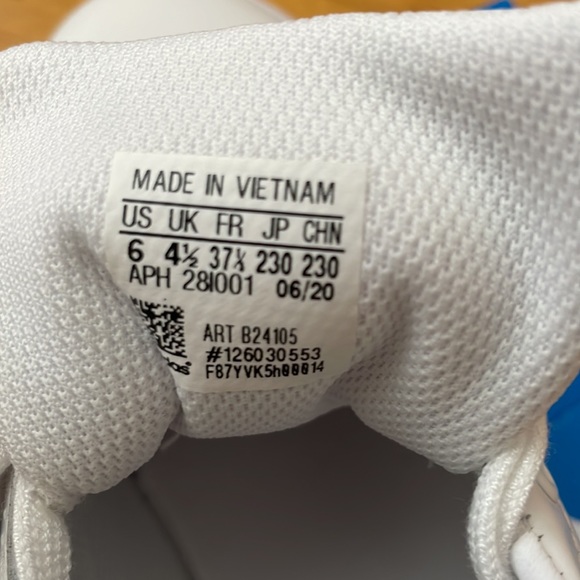 MADE IN VIETNAM
US UK FR JP CHN
6 4½ 37⅓ 230 230
APH 28I001 06/20
ART B24105
#126030553
F87YVK5h00014